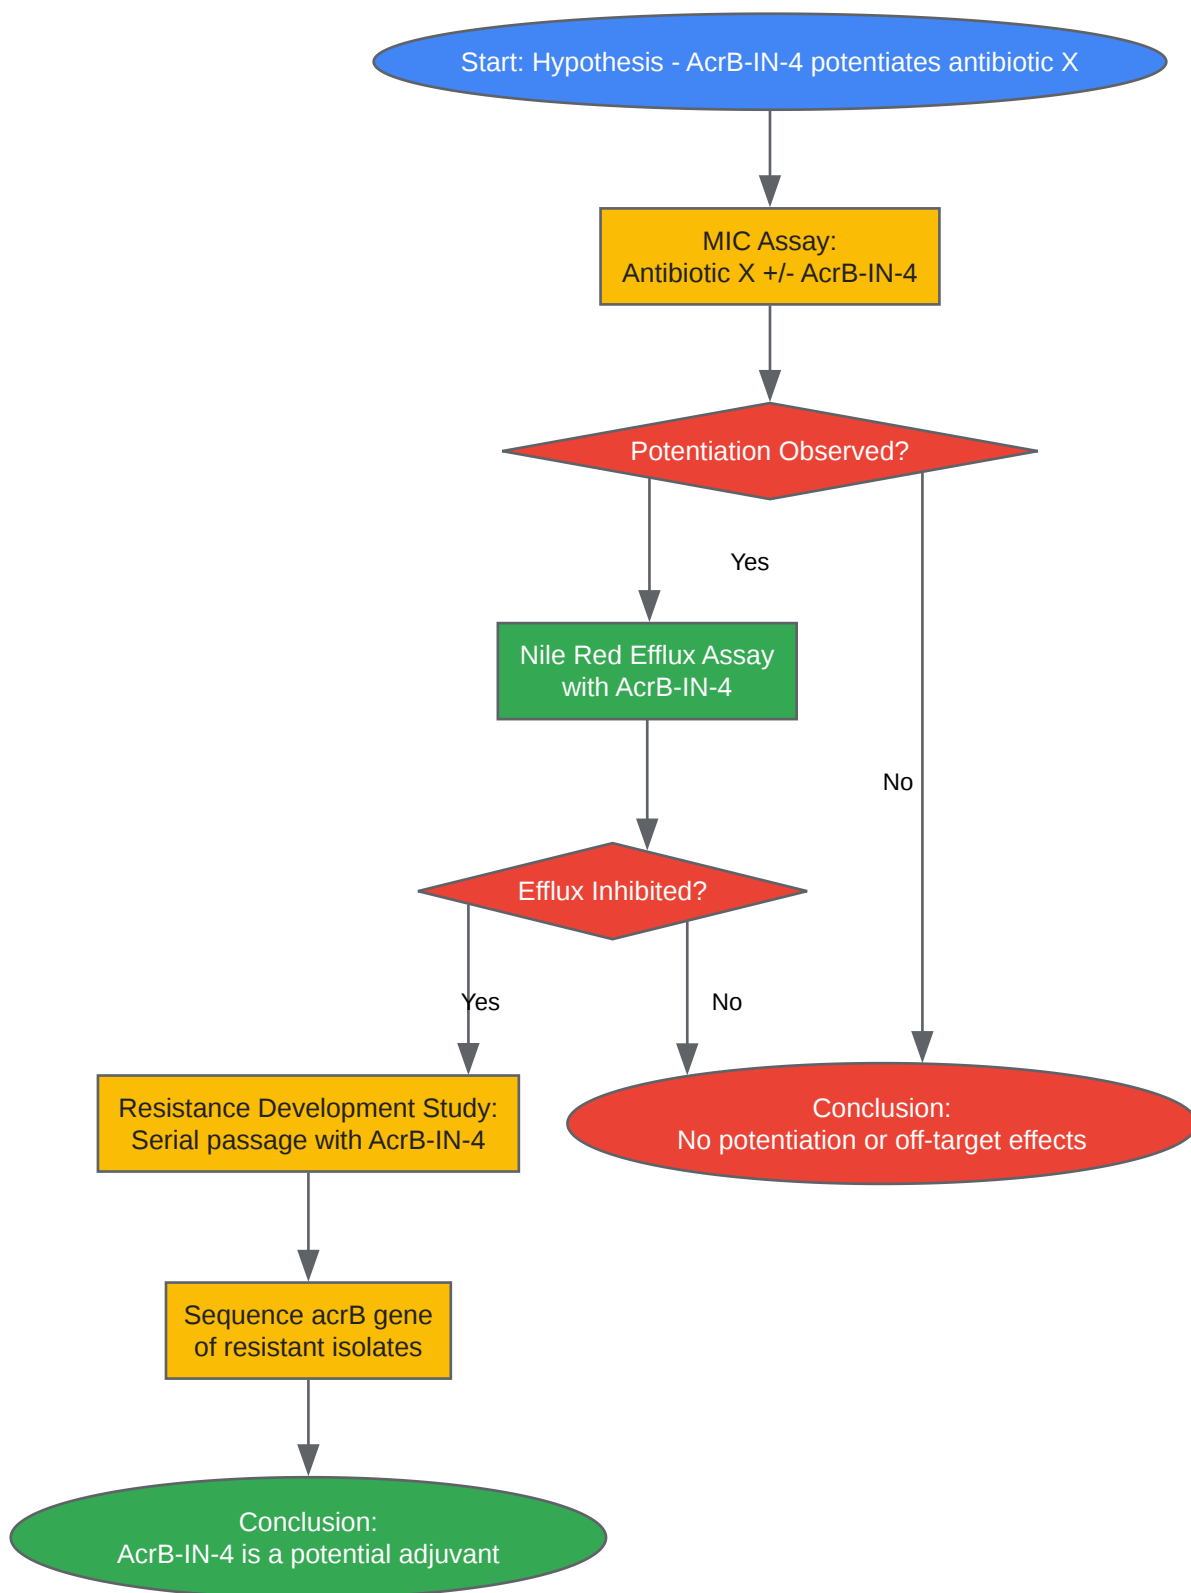 Start: Hypothesis - AcrB-IN-4 potentiates antibiotic X
MIC Assay:
Antibiotic X +/- AcrB-IN-4
Potentiation Observed?
Yes
Nile Red Efflux Assay
with AcrB-IN-4
No
Efflux Inhibited?
Yes
No
Resistance Development Study:
Serial passage with AcrB-IN-4
Conclusion:
No potentiation or off-target effects
Sequence acrB gene
of resistant isolates
Conclusion:
AcrB-IN-4 is a potential adjuvant